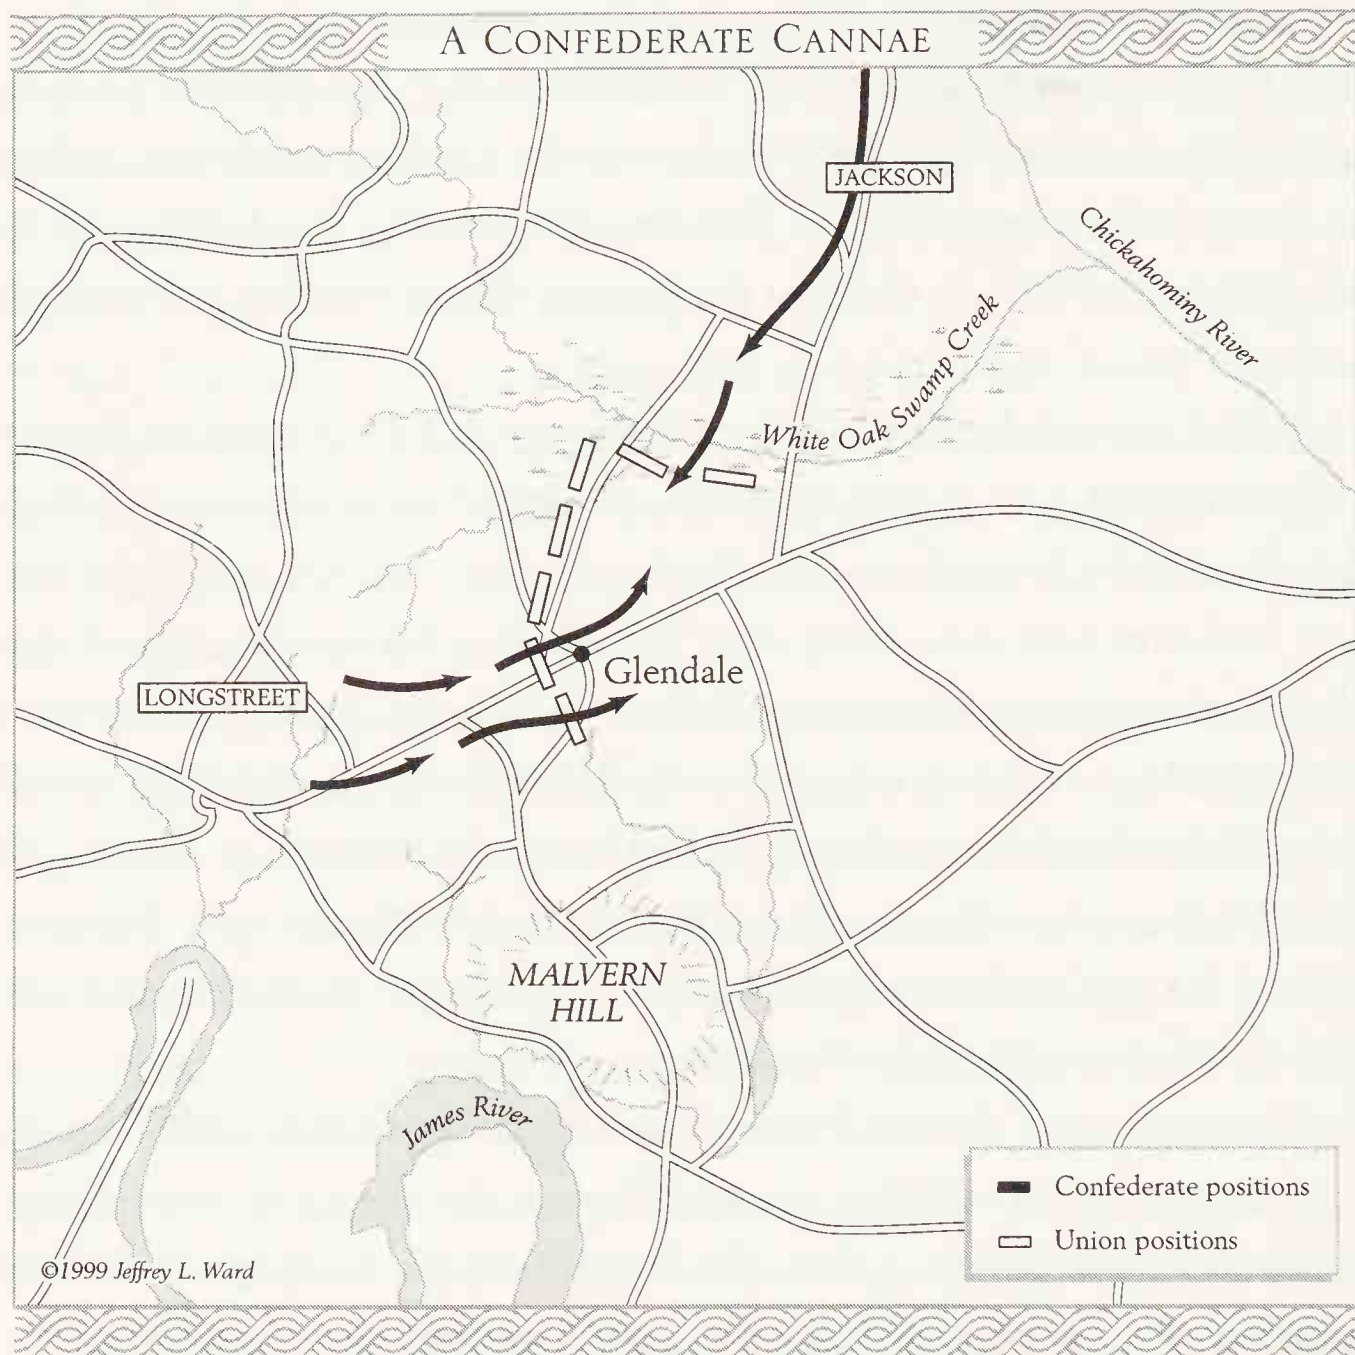 A CONFEDERATE CANNAE
JACKSON
Chickahominy River
White Oak Swamp Creek
LONGSTREET
Glendale
MALVERN
HILL
James River
Confederate positions
Union positions
©1999 Jeffrey L. Ward